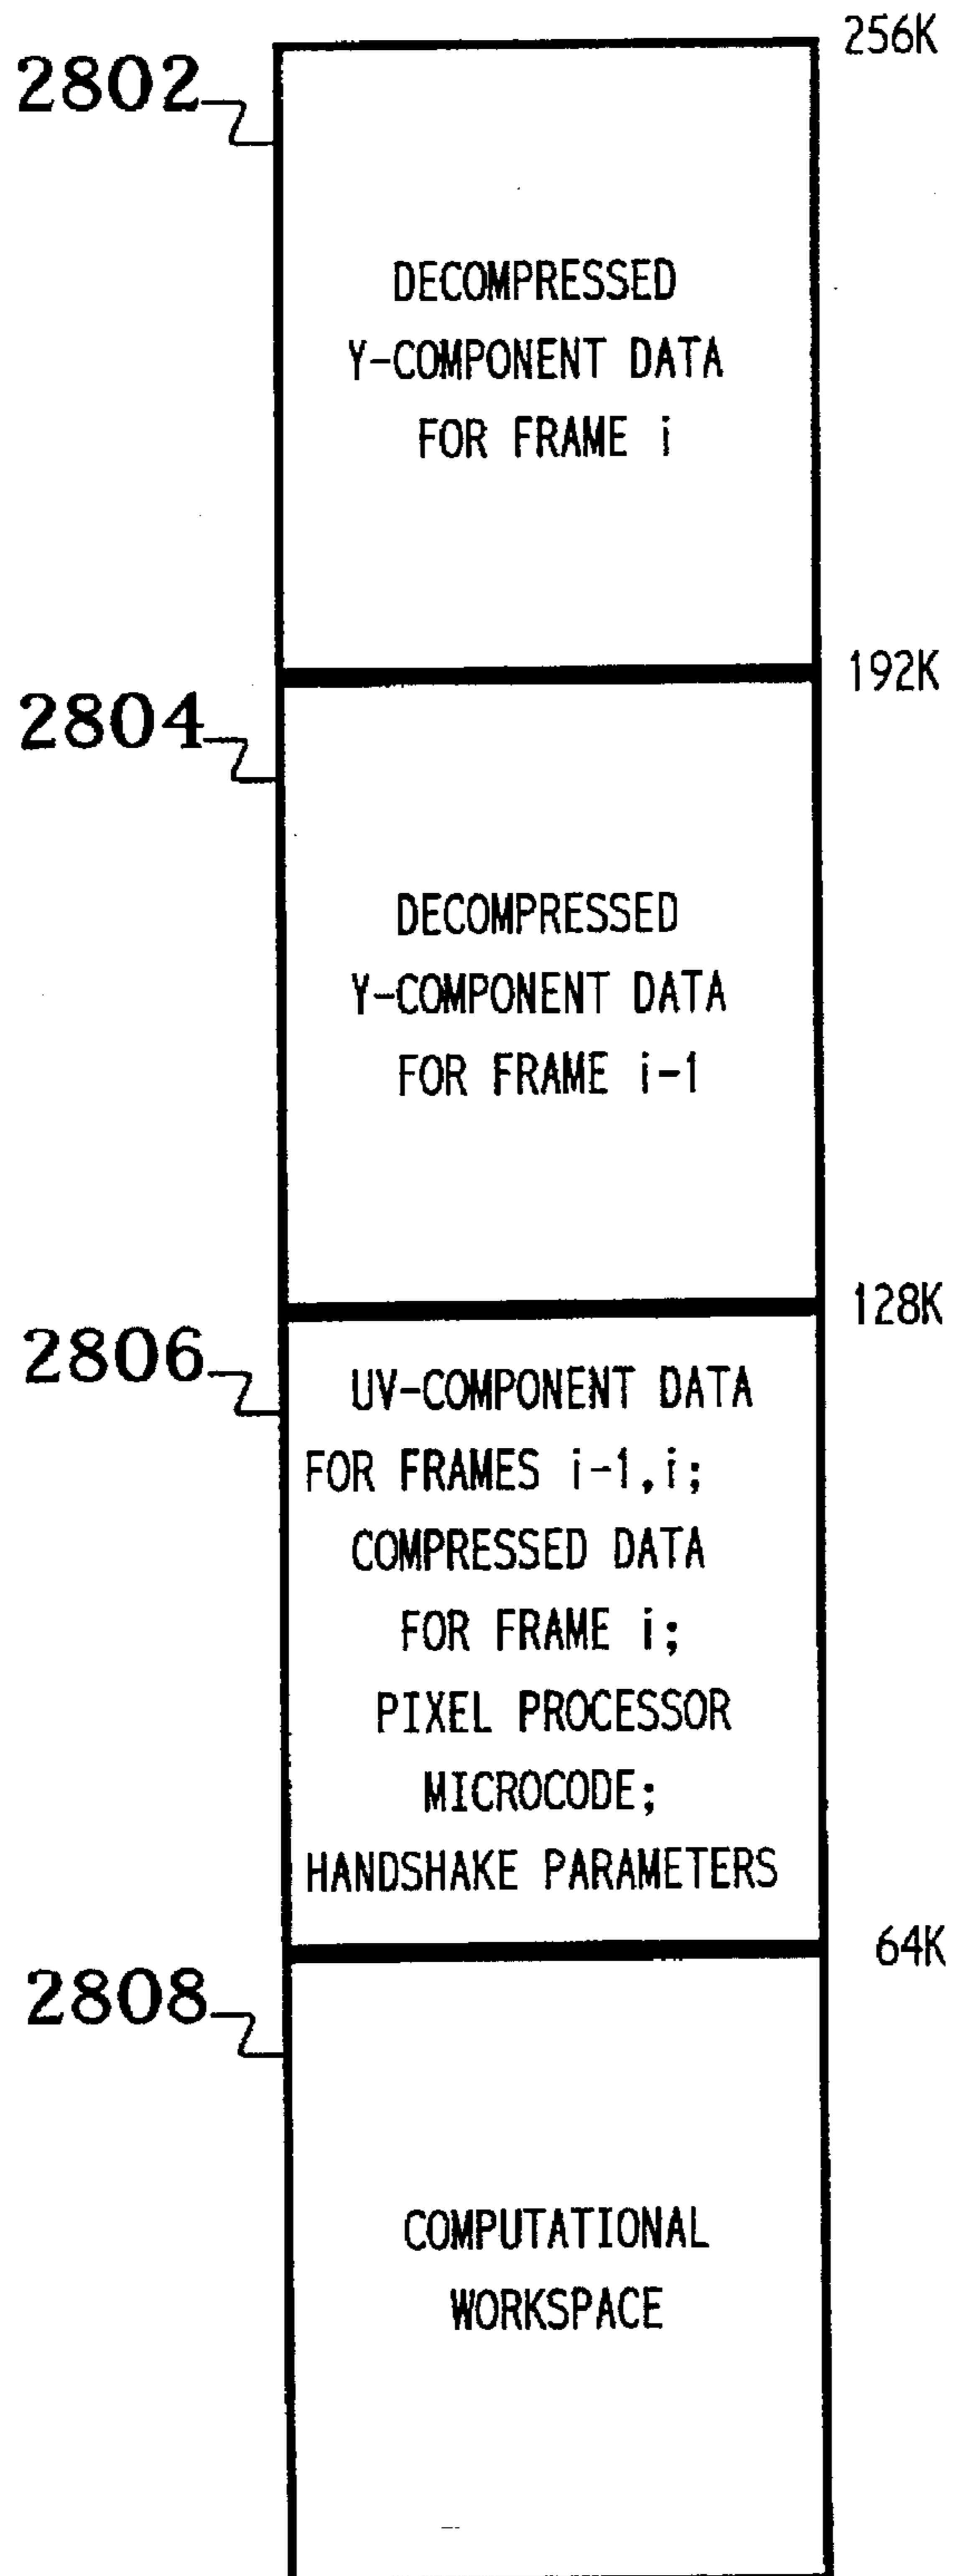 256K
2802
DECOMPRESSED
Y-COMPONENT DATA
FOR FRAME i
192K
2804
DECOMPRESSED
Y-COMPONENT DATA
FOR FRAME i-1
128K
2806
UV-COMPONENT DATA
FOR FRAMES i-1,i;
COMPRESSED DATA
FOR FRAME i;
PIXEL PROCESSOR
MICROCODE;
HANDSHAKE PARAMETERS
64K
2808
COMPUTATIONAL
WORKSPACE